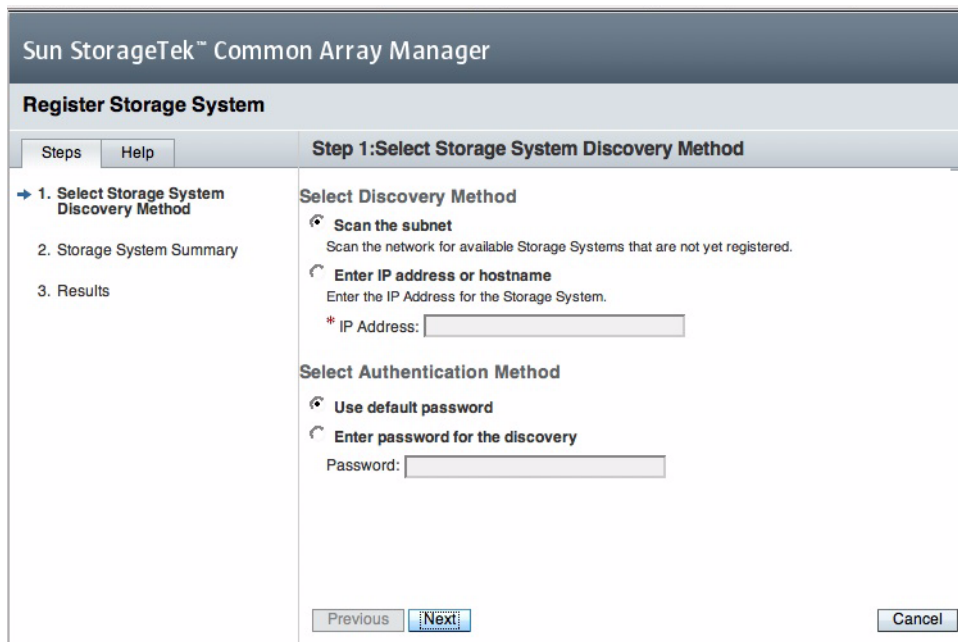 Sun StorageTek™ Common Array Manager
Register Storage System
Steps
Help
1. Select Storage System
Discovery Method
2. Storage System Summary
3. Results
Step 1:Select Storage System Discovery Method
Select Discovery Method
Scan the subnet
Scan the network for available Storage Systems that are not yet registered.
Enter IP address or hostname
Enter the IP Address for the Storage System.
* IP Address:
Select Authentication Method
Use default password
Enter password for the discovery
Password:
Previous
Next
Cancel